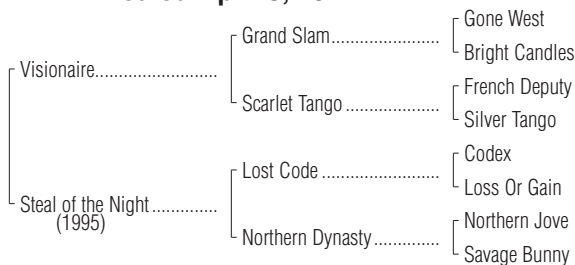 Gone West
Grand Slam
Bright Candles
Visionaire
French Deputy
Scarlet Tango
Silver Tango
Codex
Lost Code
Loss Or Gain
Steal of the Night
(1995)
Northern Jove
Northern Dynasty
Savage Bunny